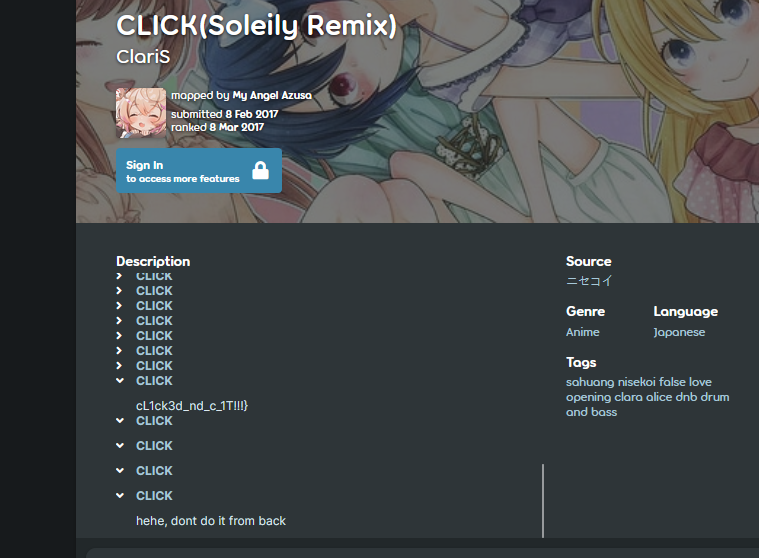 CLICK(Soleily Remix)
ClariS
mapped by My Angel Azusa
submitted 8 Feb 2017
ranked 8 Mar 2017
Sign In
to access more features
Description
CLICK
CLICK
CLICK
CLICK
CLICK
CLICK
CLICK
CLICK
cL1ck3d_nd_c_1T!!!}
CLICK
CLICK
CLICK
CLICK
hehe, dont do it from back
Source
ニセコイ
Genre
Anime
Language
Japanese
Tags
sahuang nisekoi false love
opening clara alice dnb drum
and bass